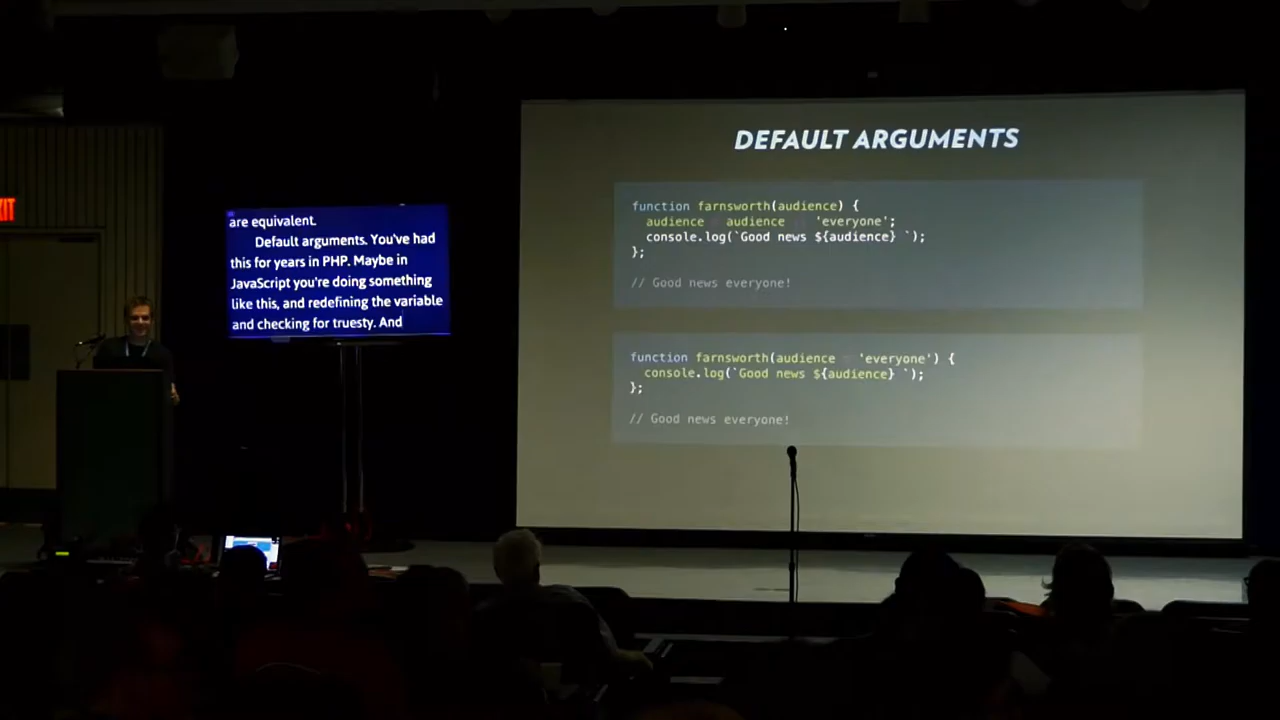 EXIT
are equivalent.
Default arguments. You've had
this for years in PHP. Maybe in
JavaScript you're doing something
like this, and redefining the variable
and checking for truesty. And
DEFAULT ARGUMENTS
function farnsworth(audience) {
audience = audience 'everyone';
console.log(`Good news ${audience} `);
};
// Good news everyone!
function farnsworth(audience = 'everyone') {
console.log(`Good news ${audience} `);
};
// Good news everyone!